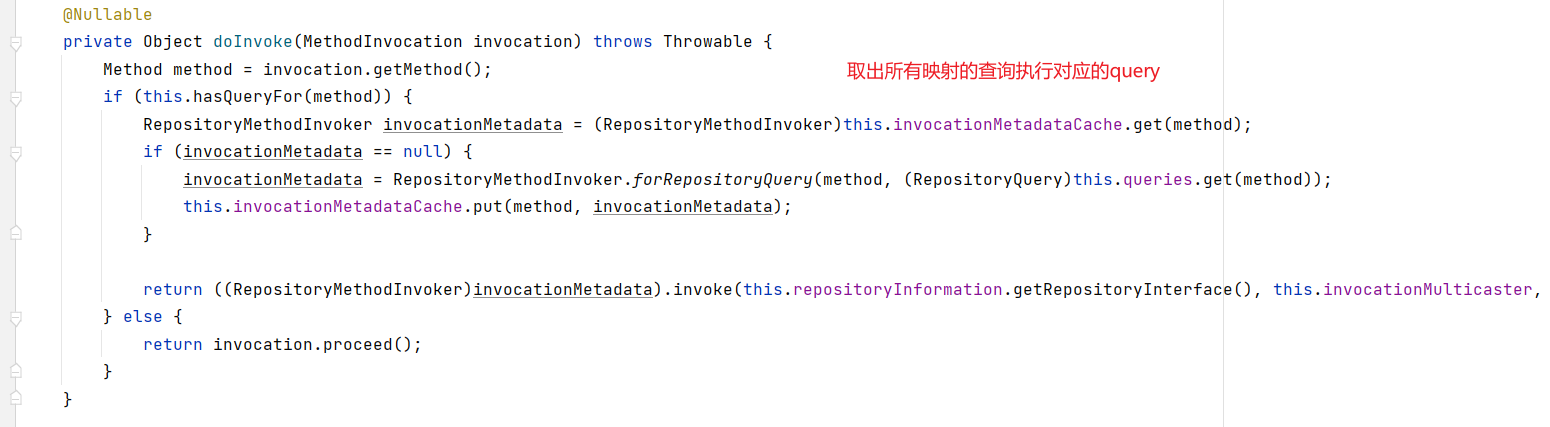 @Nullable
private Object doInvoke(MethodInvocation invocation) throws Throwable {
Method method = invocation.getMethod();
取出所有映射的查询执行对应的query
if (this.hasQueryFor(method)) {
RepositoryMethodInvoker invocationMetadata = (RepositoryMethodInvoker)this.invocationMetadataCache.get(method);
if (invocationMetadata == null) {
invocationMetadata = RepositoryMethodInvoker.forRepositoryQuery(method, (RepositoryQuery)this.queries.get(method));
this.invocationMetadataCache.put(method, invocationMetadata);
}
return ((RepositoryMethodInvoker)invocationMetadata).invoke(this.repositoryInformation.getRepositoryInterface(), this.invocationMulticaster,
} else {
return invocation.proceed();
}
}